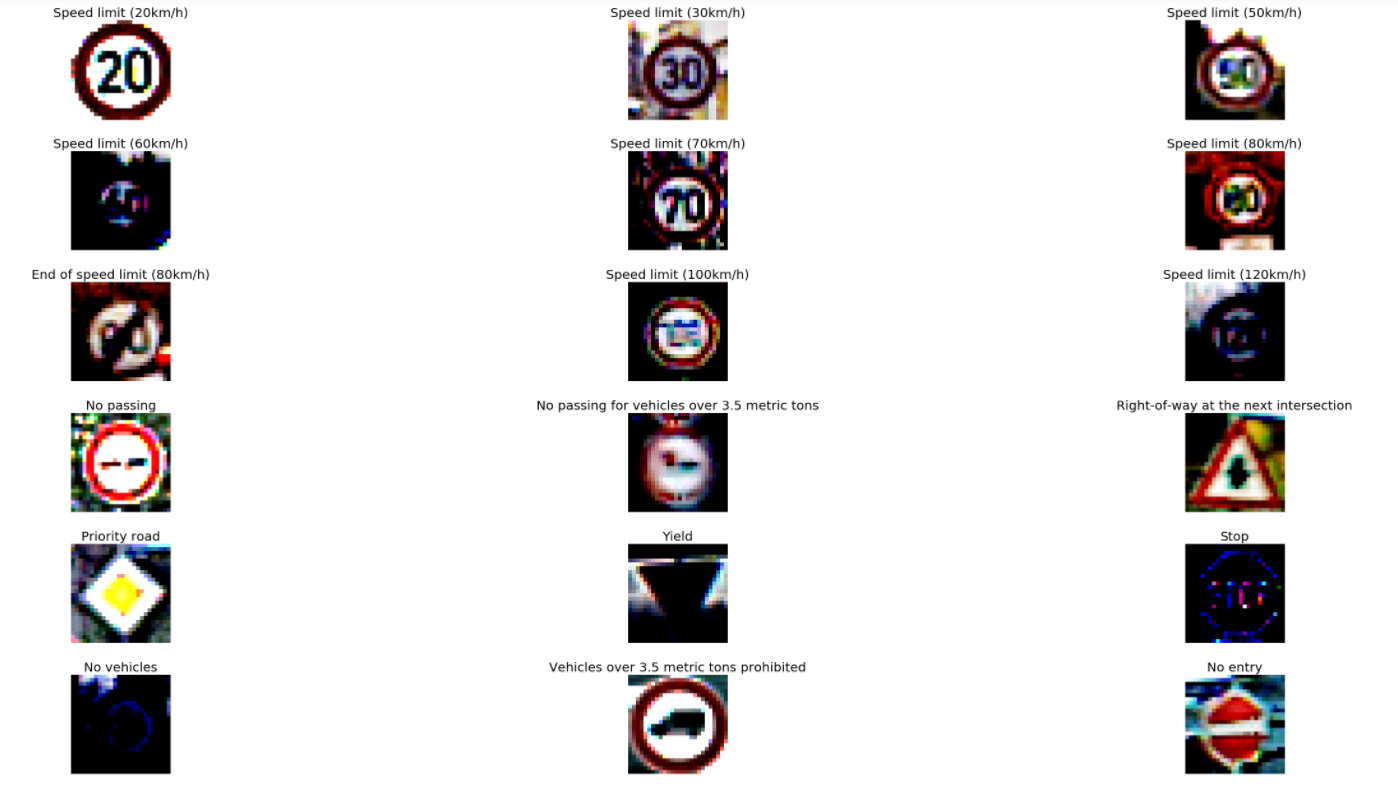 Speed limit (20km/h) Speed limit (30km/h) Speed limit (50km/h)
20 30
Speed limit (60km/h) Speed limit (70km/h) Speed limit (80km/h)
70
End of speed limit (80km/h) Speed limit (100km/h) Speed limit (120km/h)
No passing No passing for vehicles over 3.5 metric tons Right-of-way at the next intersection
Priority road Yield Stop
No vehicles Vehicles over 3.5 metric tons prohibited No entry